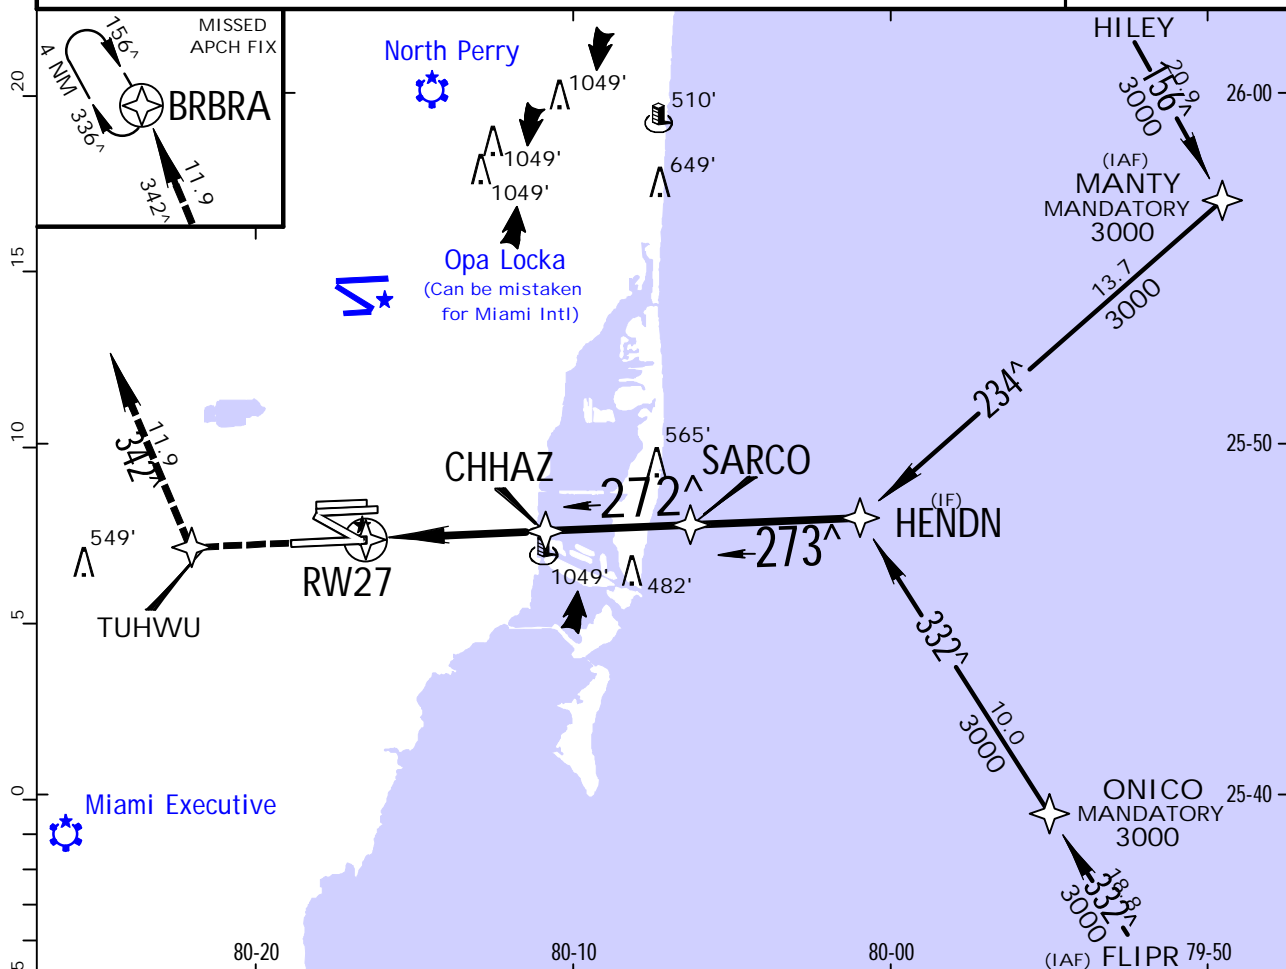 MISSED
APCH FIX
156^
4 NM
336^
BRBRA
11.9
342^
North Perry
1049'
510'
1049'
649'
1049'
HILEY
20.9
156^
3000
26-00
(IAF)
MANTY
MANDATORY
3000
Opa Locka
(Can be mistaken
for Miami Intl)
13.7
3000
234^
20
15
10
5
0
5
11.9
342^
565'
SARCO
CHHAZ
272^
25-50
(IF)
HENDN
273^
549'
RW27
1049'
482'
TUHWU
332^
10.0
3000
Miami Executive
ONICO
MANDATORY
3000
25-40
18.8
332^
3000
(IAF) FLIPR
80-20
80-10
80-00
79-50